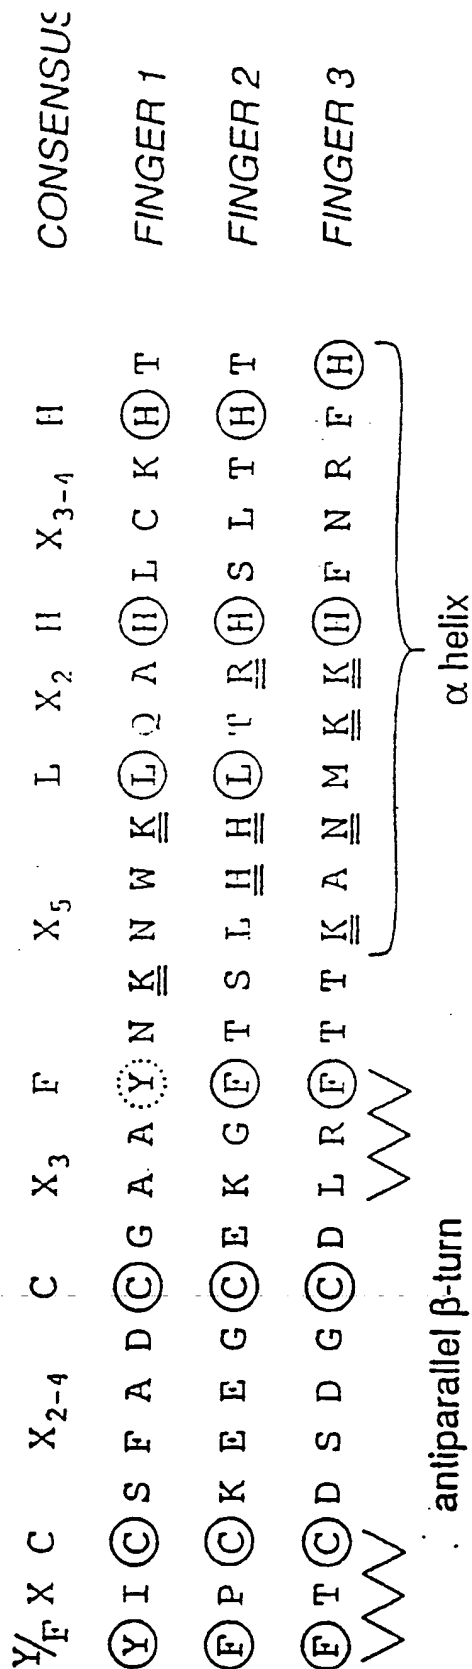 Y/F X C X2-4 C X3 F X5 L X2 H X3-4 H CONSENSUS
Y I C S F A D C G A A Y N K N W K L Q A H L C K H T FINGER 1
F P C K E E G C E K G F T S L H H L T R H S L T H T FINGER 2
F T C D S D G C D L R F T T K A N M K K H F N R F H FINGER 3
antiparallel β-turn α helix